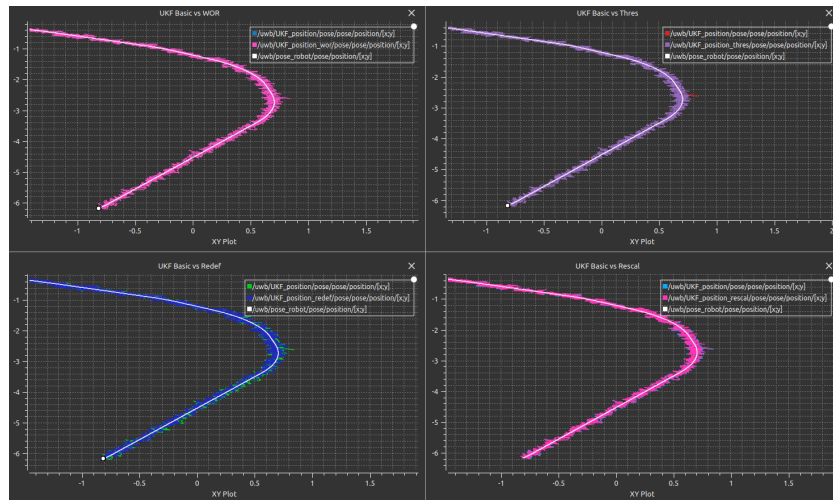 UKF Basic vs WOR
/uwb/UKF_position/pose/pose/position/[x;y]
/uwb/UKF_position_wor/pose/pose/position/[x;y]
/uwb/pose_robot/pose/position/[x;y]
-1
-2
-3
-4
-5
-6
-1
-0.5
0
0.5
1
1.5
XY Plot
UKF Basic vs Thres
/uwb/UKF_position/pose/pose/position/[x;y]
/uwb/UKF_position_thres/pose/pose/position/[x;y]
/uwb/pose_robot/pose/position/[x;y]
-1
-2
-3
-4
-5
-6
-1
-0.5
0
0.5
1
1.5
2
XY Plot
UKF Basic vs Redef
/uwb/UKF_position/pose/pose/position/[x;y]
/uwb/UKF_position_redef/pose/pose/position/[x;y]
/uwb/pose_robot/pose/position/[x;y]
-1
-2
-3
-4
-5
-6
-1
-0.5
0
0.5
1
1.5
XY Plot
UKF Basic vs Rescal
/uwb/UKF_position/pose/pose/position/[x;y]
/uwb/UKF_position_rescal/pose/pose/position/[x;y]
/uwb/pose_robot/pose/position/[x;y]
-1
-2
-3
-4
-5
-6
-1
-0.5
0
0.5
1
1.5
XY Plot